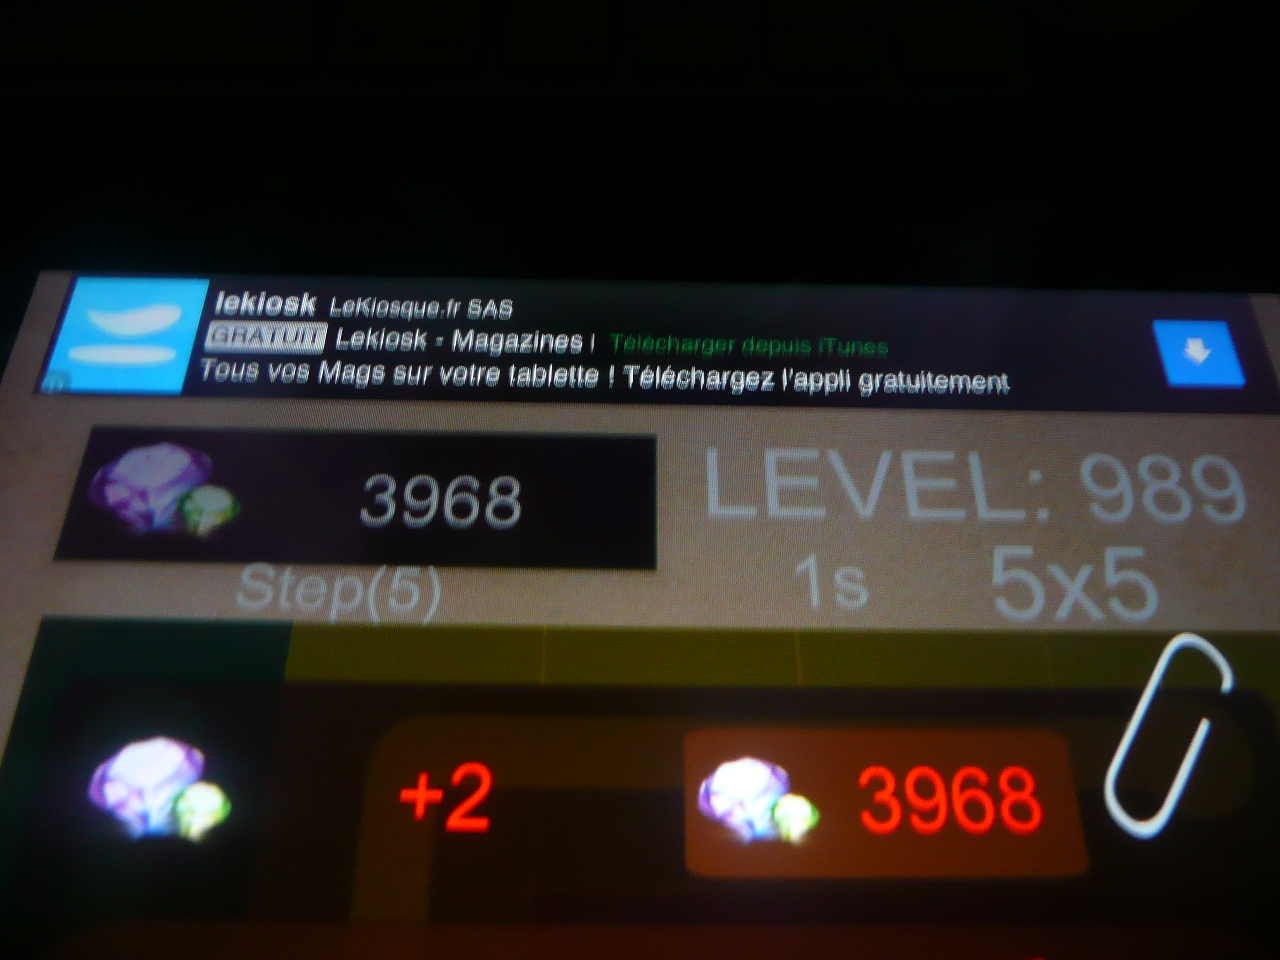 lekiosk LeKiosque.fr SAS
GRATUIT Lekiosk - Magazines | Télécharger depuis iTunes
Tous vos Mags sur votre tablette ! Téléchargez l'appli gratuitement
3968 LEVEL: 989
Step(5) 1s 5x5
+2 3968